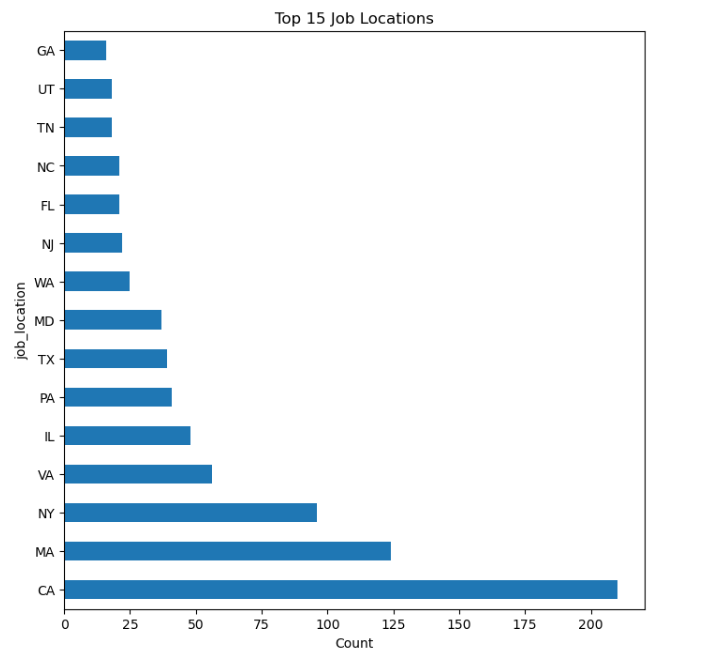 Top 15 Job Locations
GA
UT
TN
NC
FL
NJ
WA
MD
TX
PA
IL
VA
NY
MA
CA
job_location
0 25 50 75 100 125 150 175 200
Count